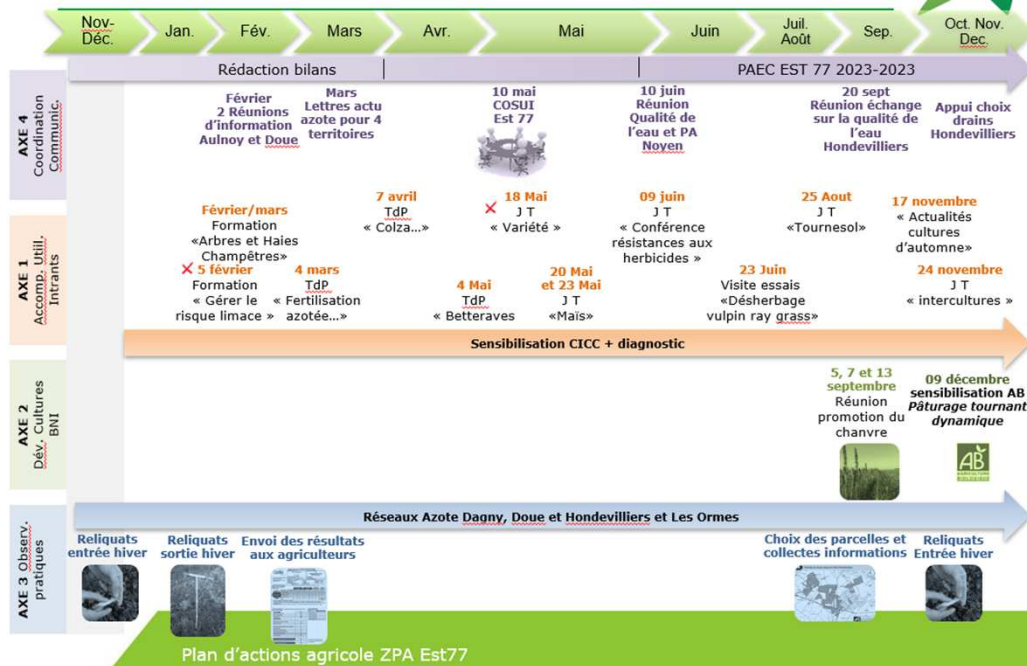 Nov-
Déc.
Jan.
Fév.
Mars
Avr.
Mai
Juin
Juil.
Août
Sep.
Oct. Nov.
Dec.
AXE 4
Coordination
Communic.
Rédaction bilans
PAEC EST 77 2023-2023
Février
2 Réunions
d'information
Aulnoy et Doue
Mars
Lettres actu
azote pour 4
territoires
10 mai
COSUI
Est 77
10 juin
Réunion
Qualité de
l'eau et PA
Noyen
20 sept
Réunion échange
sur la qualité de
l'eau
Hondevilliers
Appui choix
drains
Hondevilliers
AXE 1
Accomp. Util.
Intrants
Février/mars
Formation
«Arbres et Haies
Champêtres»
7 avril
TdP
« Colza...»
18 Mai
J T
« Variété »
09 juin
J T
« Conférence
résistances aux
herbicides »
25 Aout
J T
«Tournesol»
17 novembre
« Actualités
cultures
d'automne»
5 février
Formation
« Gérer le
risque limace »
4 mars
TdP
« Fertilisation
azotée...»
4 Mai
TdP
« Betteraves
20 Mai
et 23 Mai
J T
«Maïs»
23 Juin
Visite essais
«Désherbage
vulpin ray grass»
24 novembre
J T
« intercultures »
Sensibilisation CICC + diagnostic
AXE 2
Dév. Cultures
BNI
5, 7 et 13
septembre
Réunion
promotion du
chanvre
09 décembre
sensibilisation AB
Pâturage tournant
dynamique
AB
AXE 3 Observ.
pratiques
Réseaux Azote Dagny, Doue et Hondevilliers et Les Ormes
Reliquats
entrée hiver
Reliquats
sortie hiver
Envoi des résultats
aux agriculteurs
Choix des parcelles et
collectes informations
Reliquats
Entrée hiver
Plan d'actions agricole ZPA Est77